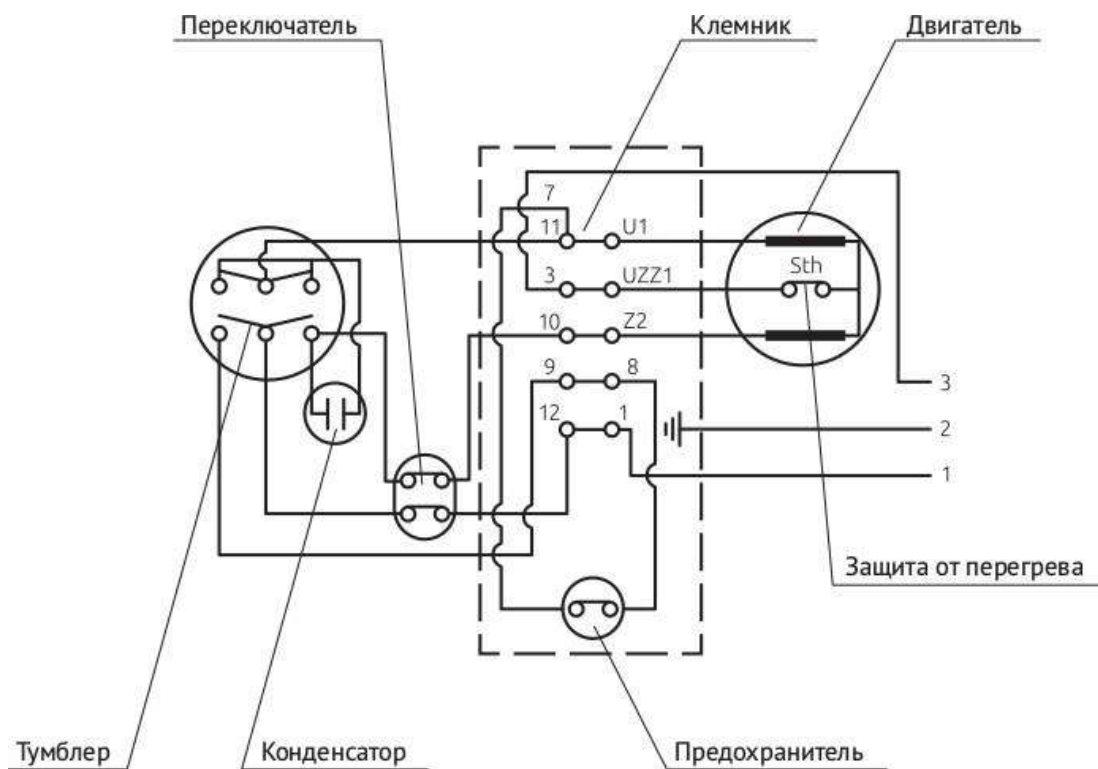 Переключатель
Клемник
Двигатель
7
11 U1
3 UZZ1
Sth
10 Z2
9 8
3
12 1
2
1
Защита от перегрева
Тумблер
Конденсатор
Предохранитель